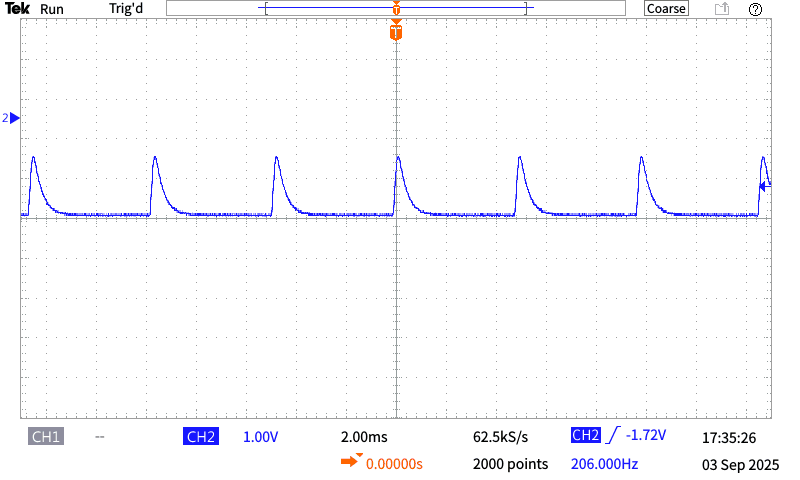 Tek Run Trig'd Coarse ?
T
T
2
CH1 -- CH2 1.00V 2.00ms 62.5kS/s CH2 -1.72V 17:35:26
0.00000s 2000 points 206.000Hz 03 Sep 2025